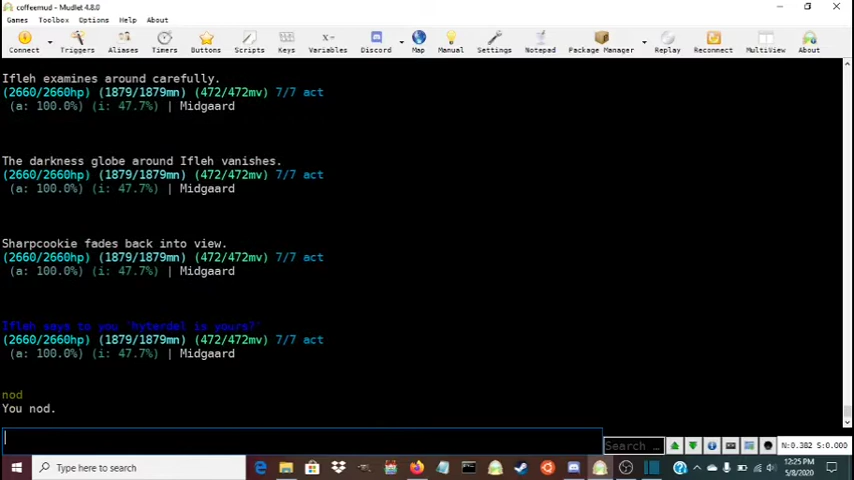 coffeemud - Mudlet 4.8.0
Games Toolbox Options Help About
Connect Triggers Aliases Timers Buttons Scripts Keys Variables Discord Map Manual Settings Notepad Package Manager Replay Reconnect MultiView About
Ifleh examines around carefully.
(2660/2660hp) (1879/1879mn) (472/472mv) 7/7 act
(a: 100.0%) (i: 47.7%) | Midgaard
The darkness globe around Ifleh vanishes.
(2660/2660hp) (1879/1879mn) (472/472mv) 7/7 act
(a: 100.0%) (i: 47.7%) | Midgaard
Sharpcookie fades back into view.
(2660/2660hp) (1879/1879mn) (472/472mv) 7/7 act
(a: 100.0%) (i: 47.7%) | Midgaard
Ifleh says to you 'hyterdel is yours?'
(2660/2660hp) (1879/1879mn) (472/472mv) 7/7 act
(a: 100.0%) (i: 47.7%) | Midgaard
nod
You nod.
Search ... N:0.382 S:0.000
Type here to search
12:25 PM
5/8/2020